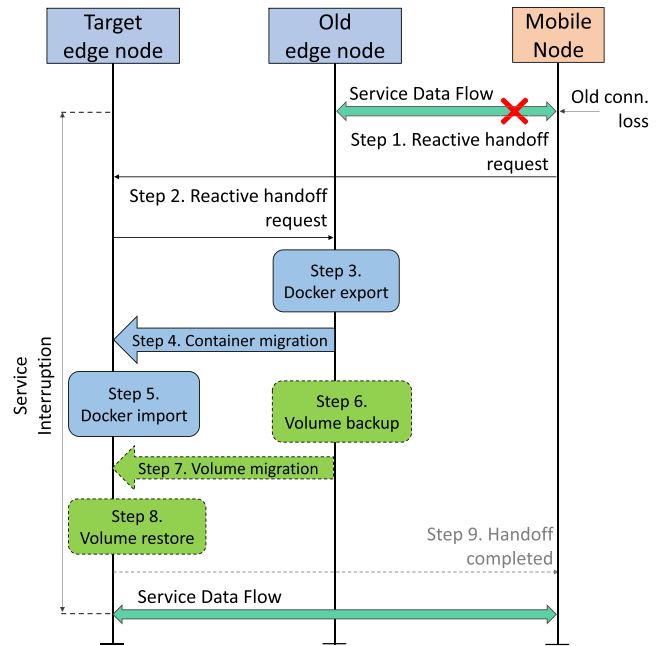 Target
edge node
Old
edge node
Mobile
Node
Service Data Flow
Old conn.
loss
Step 1. Reactive handoff
request
Step 2. Reactive handoff
request
Step 3.
Docker export
Step 4. Container migration
Service
Interruption
Step 5.
Docker import
Step 6.
Volume backup
Step 7. Volume migration
Step 8.
Volume restore
Step 9. Handoff
completed
Service Data Flow